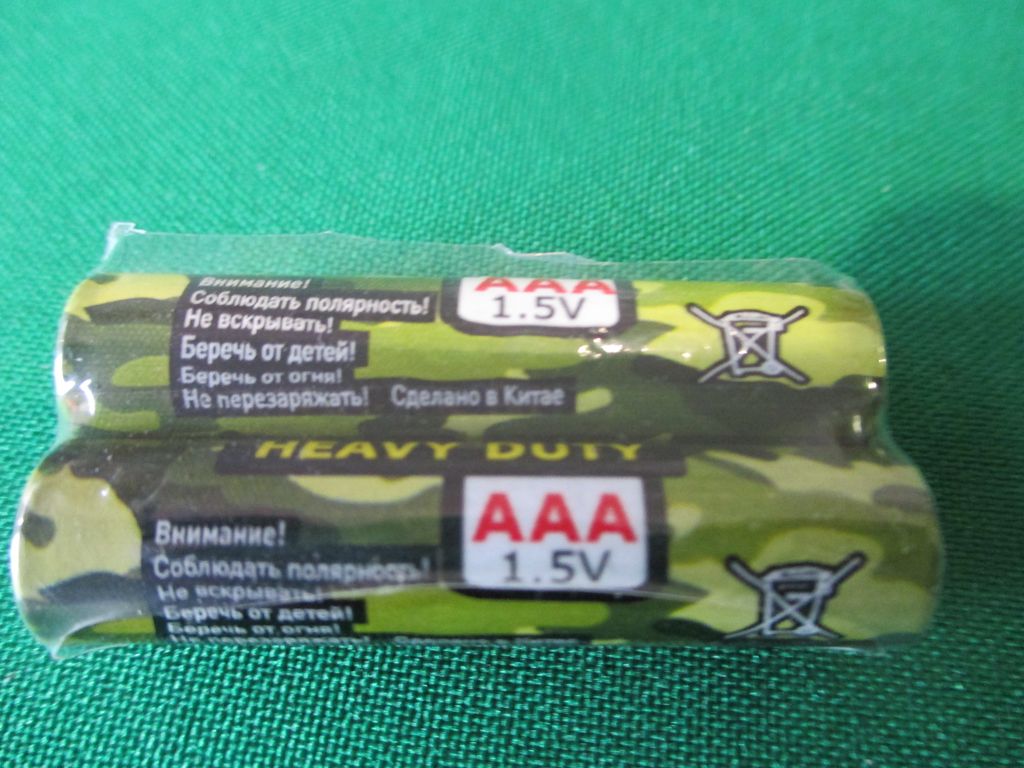 Внимание!
Соблюдать полярность!
Не вскрывать!
Беречь от детей!
Беречь от огня!
Не перезаряжать! Сделано в Китае
AAA
1.5V
HEAVY DUTY
Внимание!
Соблюдать полярность!
Не вскрывать!
Беречь от детей!
Беречь от огня!
AAA
1.5V